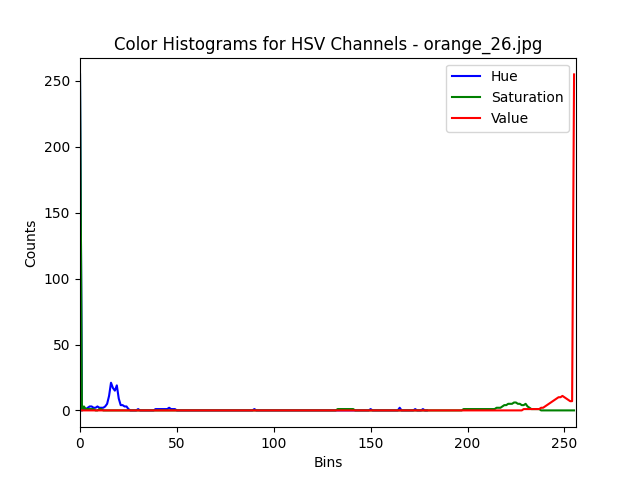 Color Histograms for HSV Channels - orange_26.jpg
Hue
Saturation
Value
250
200
150
100
50
0
Counts
0 50 100 150 200 250
Bins